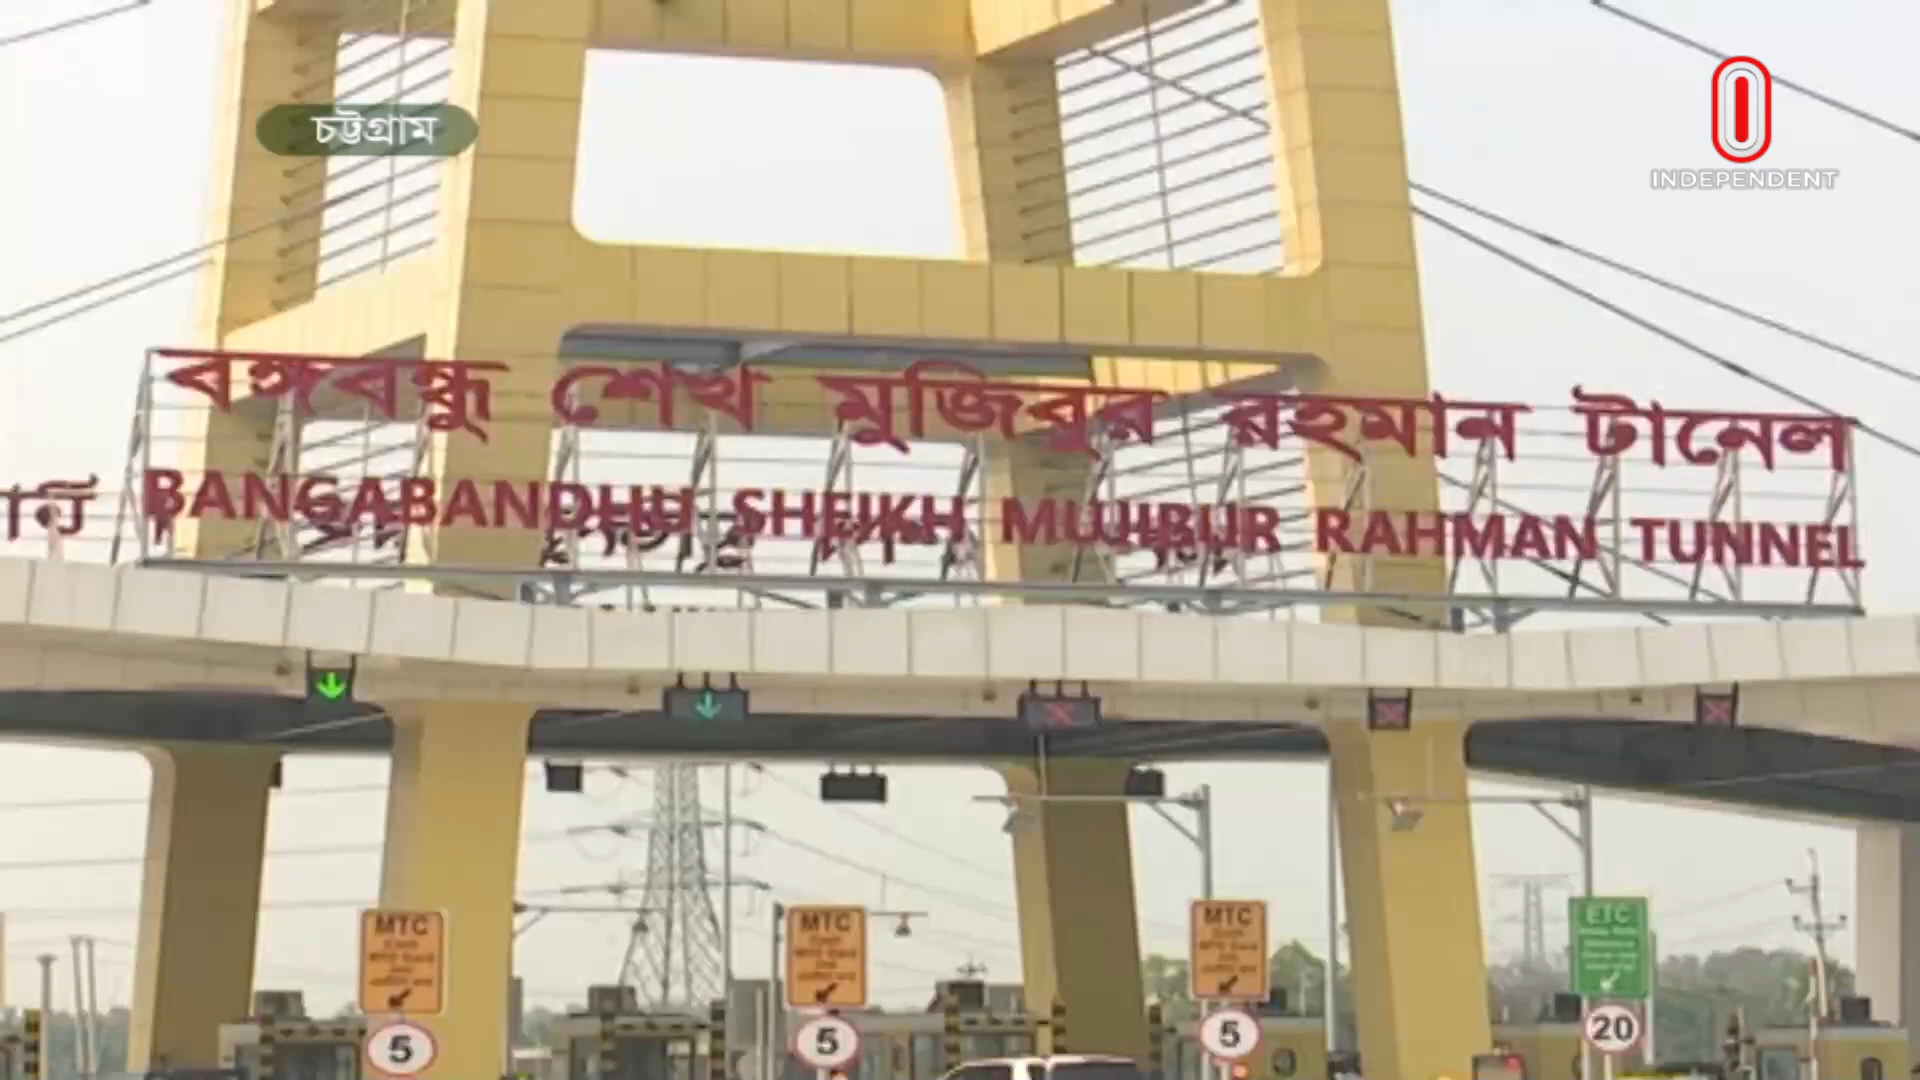 চট্টগ্রাম
INDEPENDENT
বঙ্গবন্ধু শেখ মুজিবুর রহমান টানেল
BANGABANDHU SHEIKH MUJIBUR RAHMAN TUNNEL
MTC
MTC
MTC
ETC
5
5
5
20